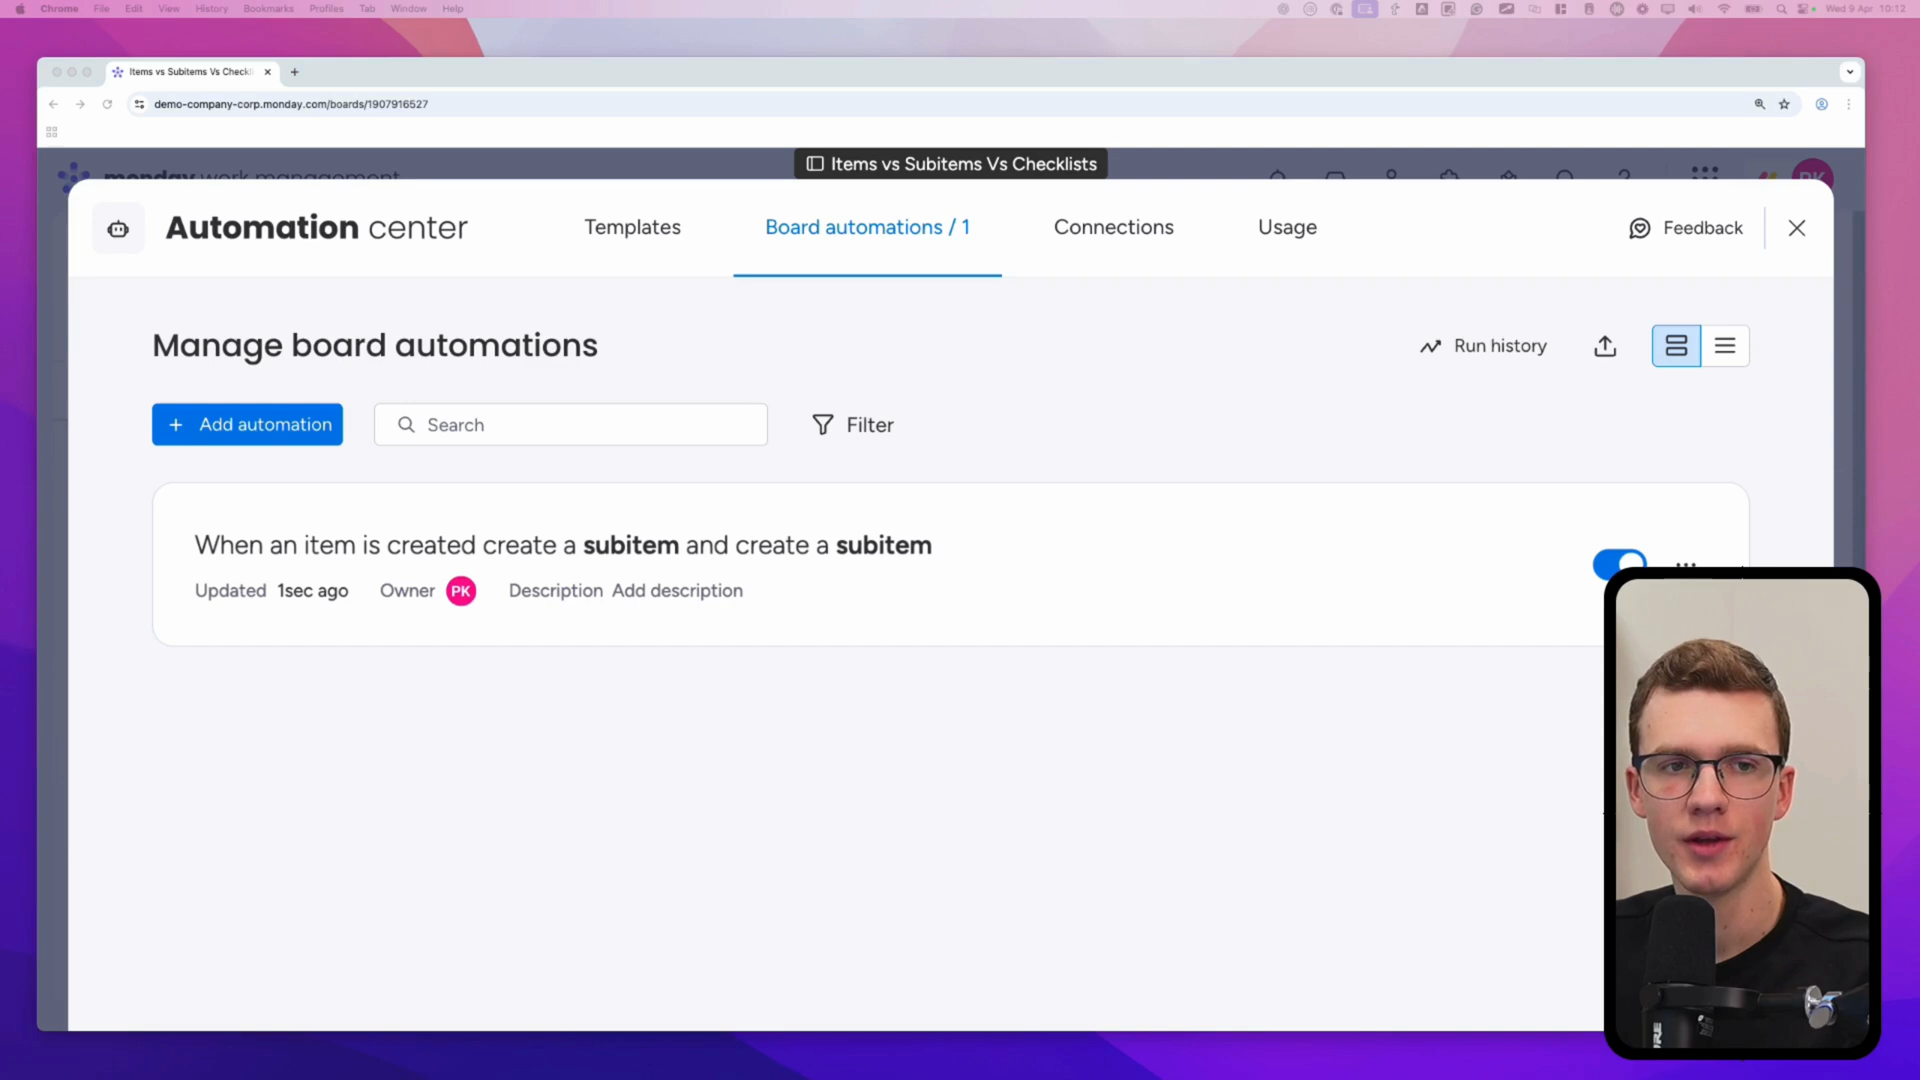 Chrome File Edit View History Bookmarks Profiles Tab Window Help
Wed 9 Apr 10:12
Items vs Subitems Vs Check
demo-company-corp.monday.com/boards/1907916527
Items vs Subitems Vs Checklists
monday work management
PK
Automation center
Templates
Board automations / 1
Connections
Usage
Feedback
Manage board automations
Run history
+ Add automation
Search
Filter
When an item is created create a subitem and create a subitem
Updated 1sec ago Owner PK Description Add description